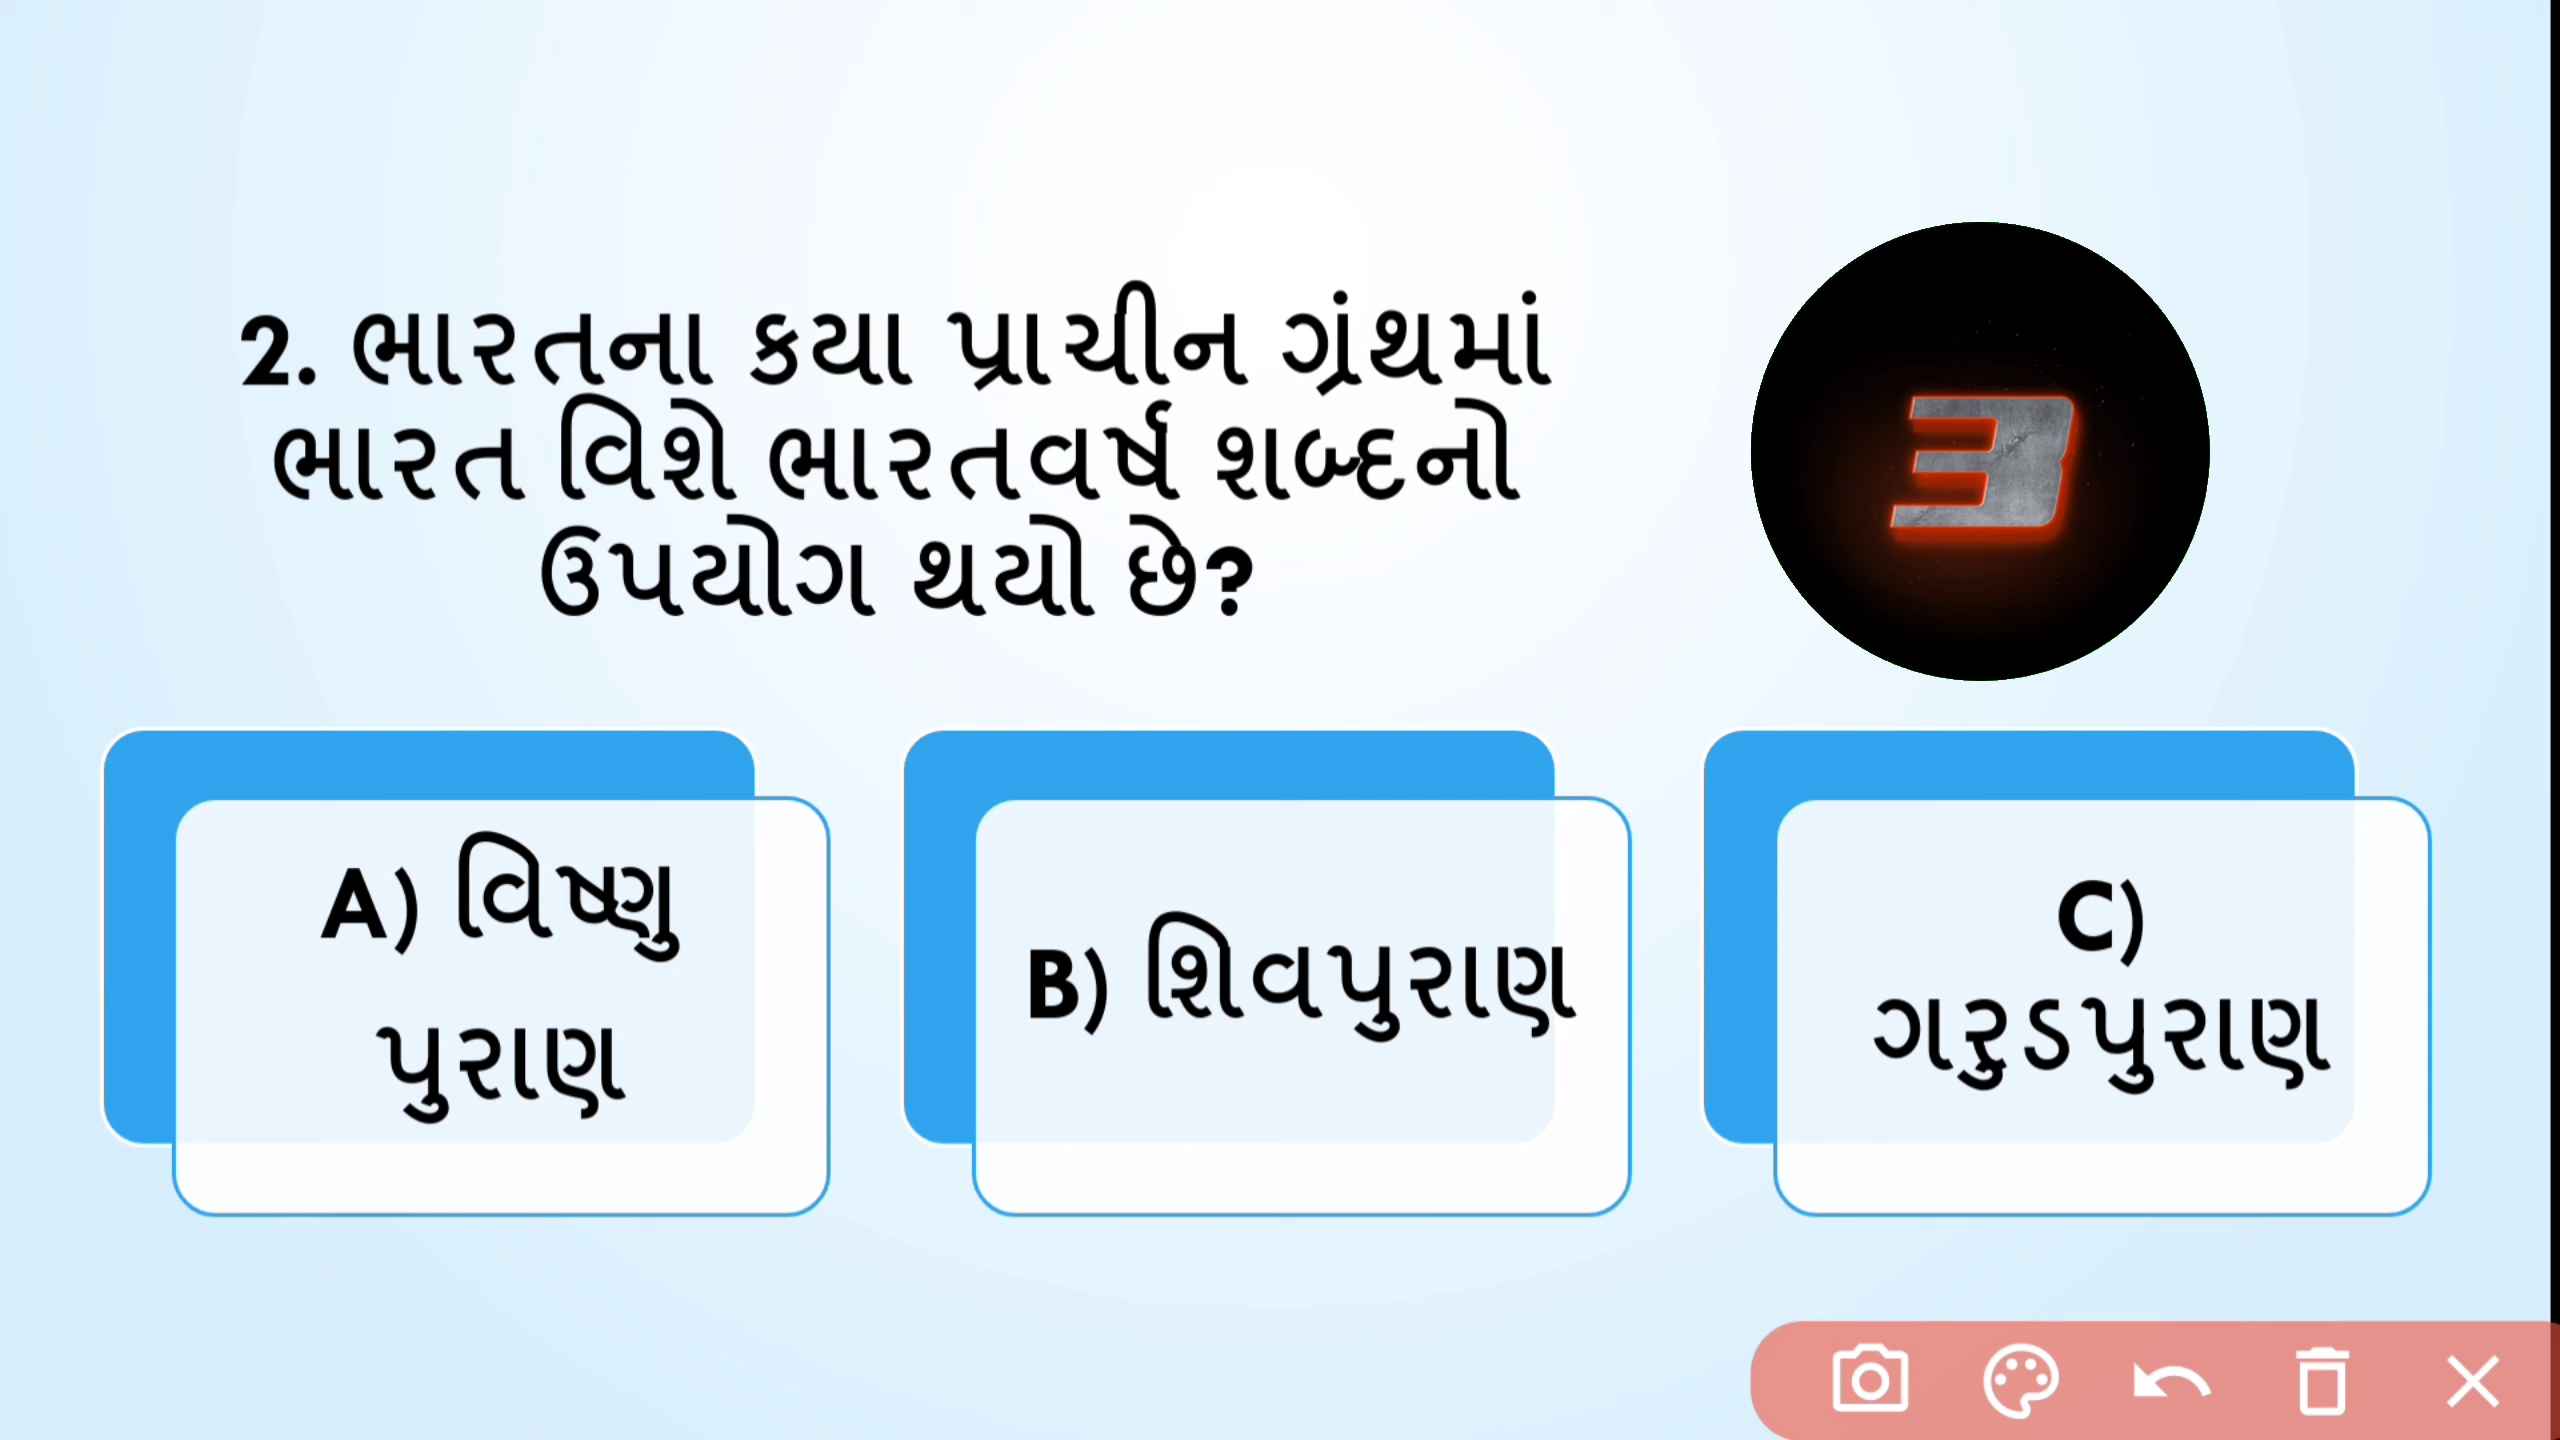 2. ભારતના કયા પ્રાચીન ગ્રંથમાં
ભારત વિશે ભારતવર્ષ શબ્દનો
ઉપયોગ થયો છે?
3
A) વિષ્ણુ
પુરાણ
B) શિવપુરાણ
C)
ગરુડપુરાણ